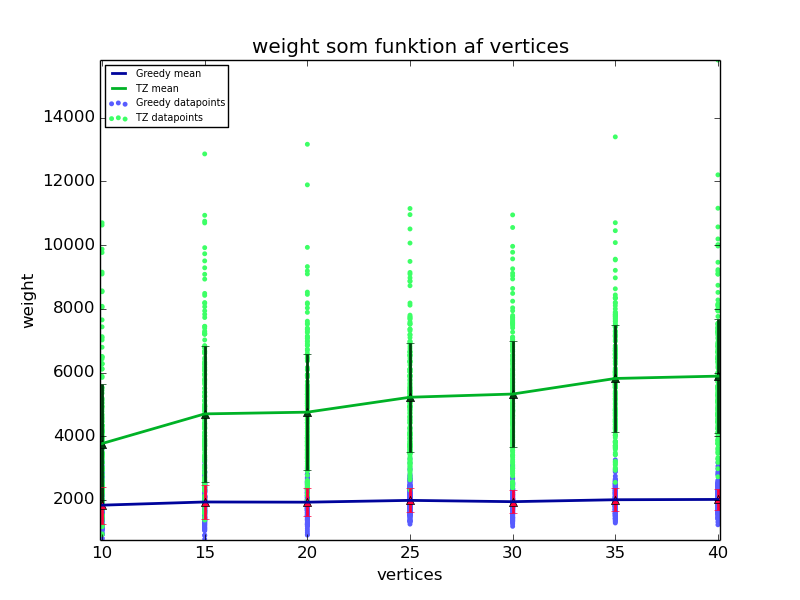 weight som funktion af vertices
Greedy mean
TZ mean
Greedy datapoints
TZ datapoints
14000
12000
10000
8000
6000
4000
2000
weight
10 15 20 25 30 35 40
vertices